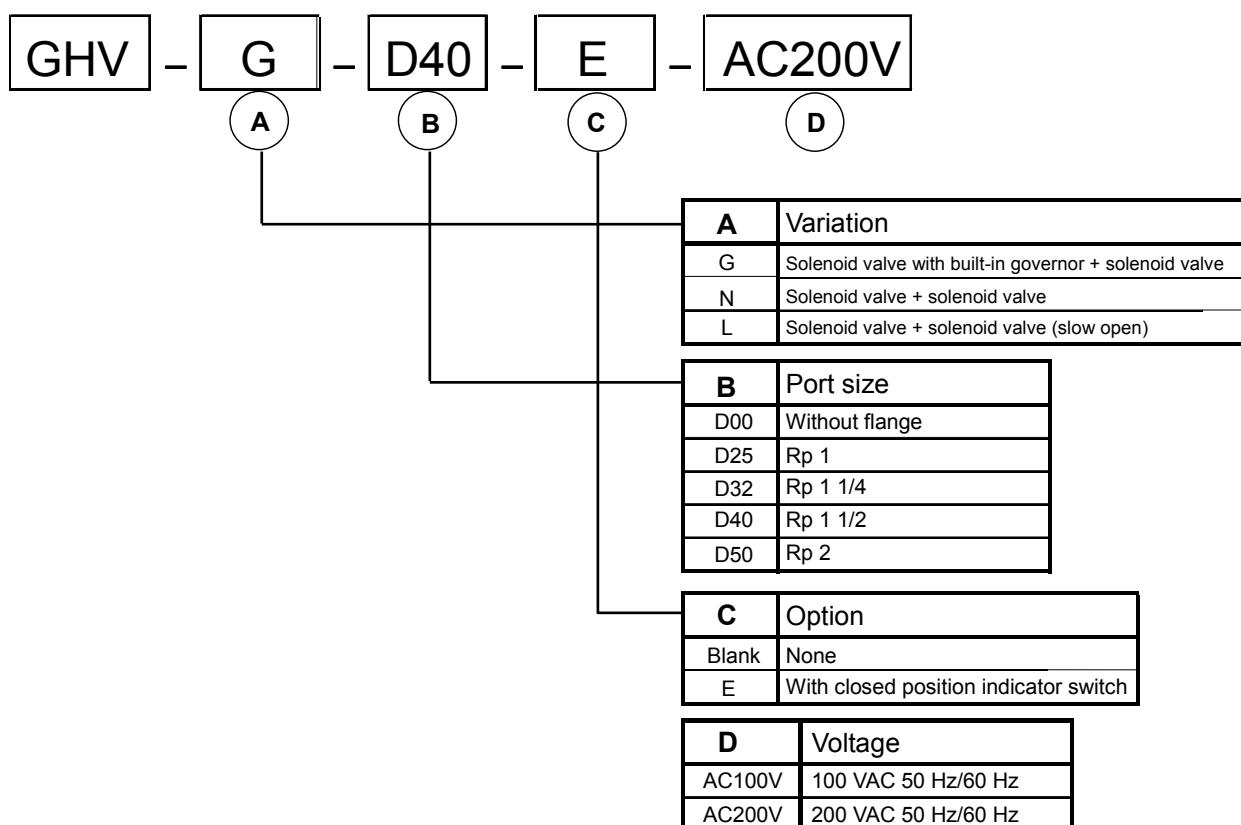 GHV – G – D40 – E – AC200V
A B C D
A Variation
G Solenoid valve with built-in governor + solenoid valve
N Solenoid valve + solenoid valve
L Solenoid valve + solenoid valve (slow open)
B Port size
D00 Without flange
D25 Rp 1
D32 Rp 1 1/4
D40 Rp 1 1/2
D50 Rp 2
C Option
Blank None
E With closed position indicator switch
D Voltage
AC100V 100 VAC 50 Hz/60 Hz
AC200V 200 VAC 50 Hz/60 Hz